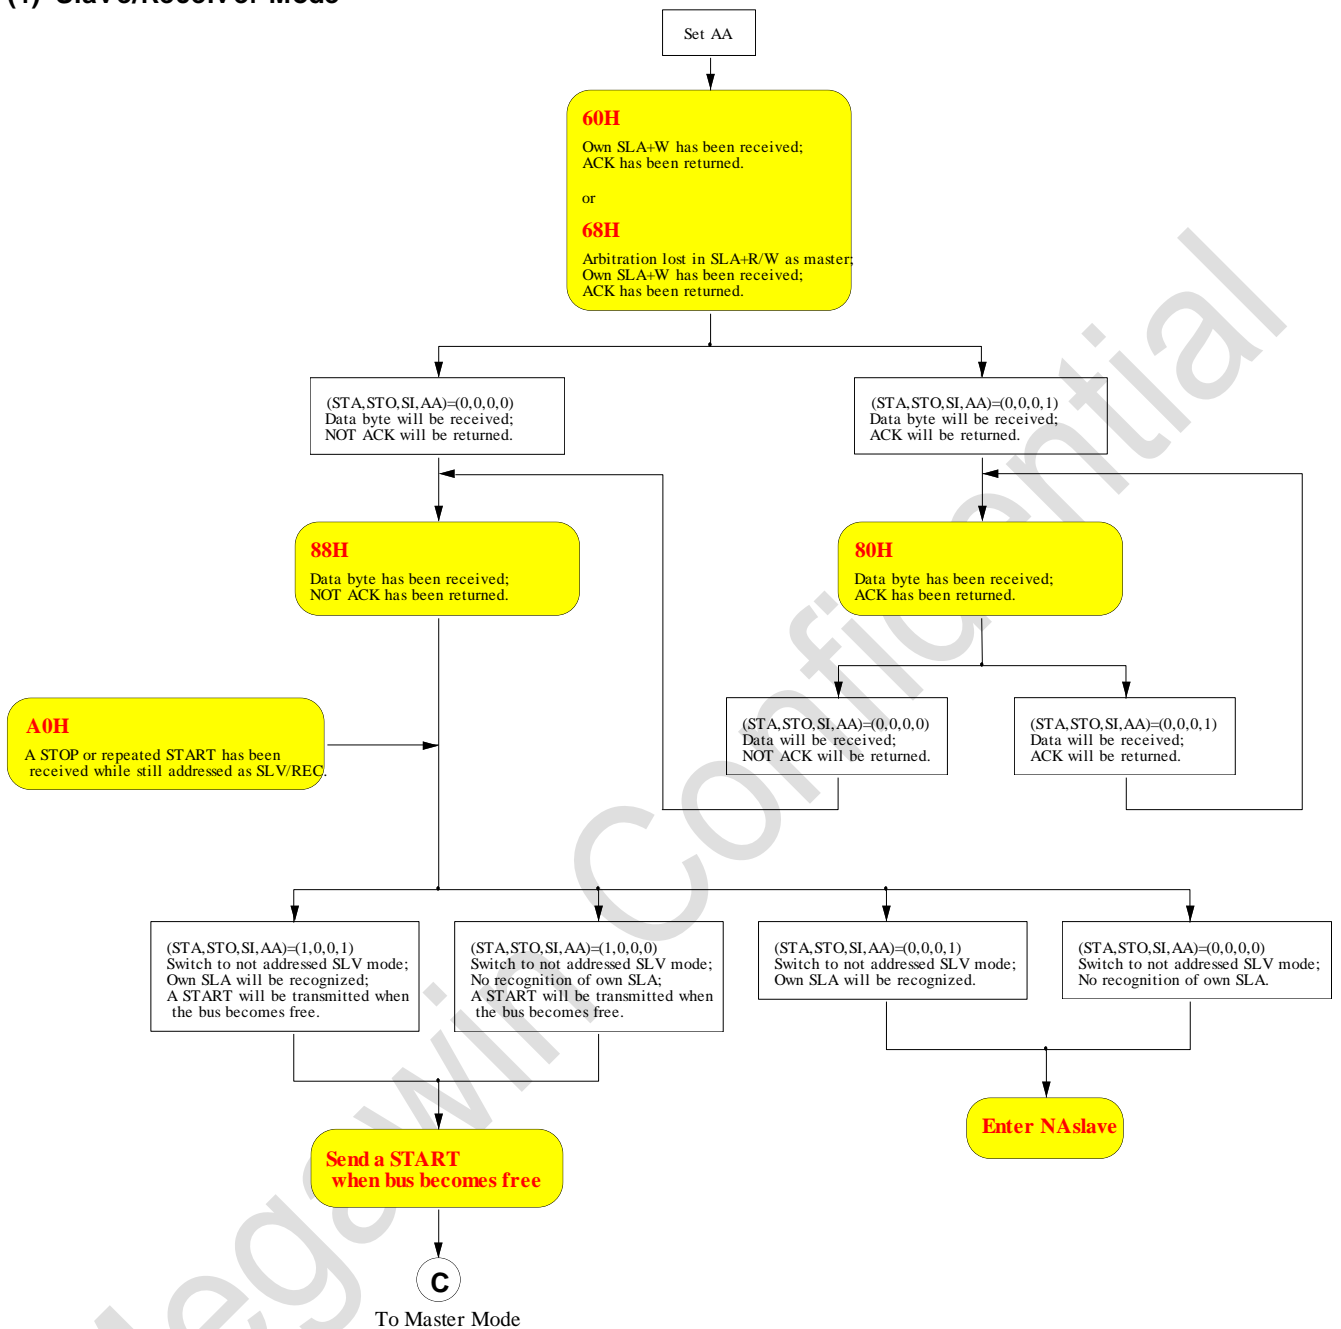 (4) Slave/Receiver Mode
Set AA
60H
Own SLA+W has been received;
ACK has been returned.
or
68H
Arbitration lost in SLA+R/W as master;
Own SLA+W has been received;
ACK has been returned.
(STA,STO,SI,AA)=(0,0,0,0)
Data byte will be received;
NOT ACK will be returned.
(STA,STO,SI,AA)=(0,0,0,1)
Data byte will be received;
ACK will be returned.
88H
Data byte has been received;
NOT ACK has been returned.
80H
Data byte has been received;
ACK has been returned.
A0H
A STOP or repeated START has been
received while still addressed as SLV/REC.
(STA,STO,SI,AA)=(0,0,0,0)
Data will be received;
NOT ACK will be returned.
(STA,STO,SI,AA)=(0,0,0,1)
Data will be received;
ACK will be returned.
(STA,STO,SI,AA)=(1,0,0,1)
Switch to not addressed SLV mode;
Own SLA will be recognized;
A START will be transmitted when
the bus becomes free.
(STA,STO,SI,AA)=(1,0,0,0)
Switch to not addressed SLV mode;
No recognition of own SLA;
A START will be transmitted when
the bus becomes free.
(STA,STO,SI,AA)=(0,0,0,1)
Switch to not addressed SLV mode;
Own SLA will be recognized.
(STA,STO,SI,AA)=(0,0,0,0)
Switch to not addressed SLV mode;
No recognition of own SLA.
Enter NAslave
Send a START
when bus becomes free
C
To Master Mode
Megawin Confidential